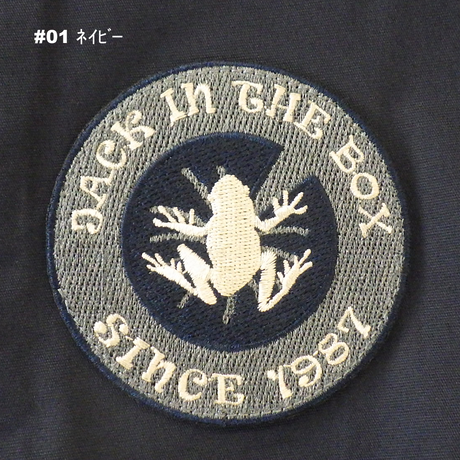 #01 ﾈｲﾋﾞｰ
JACK IN THE BOX
SINCE 1987